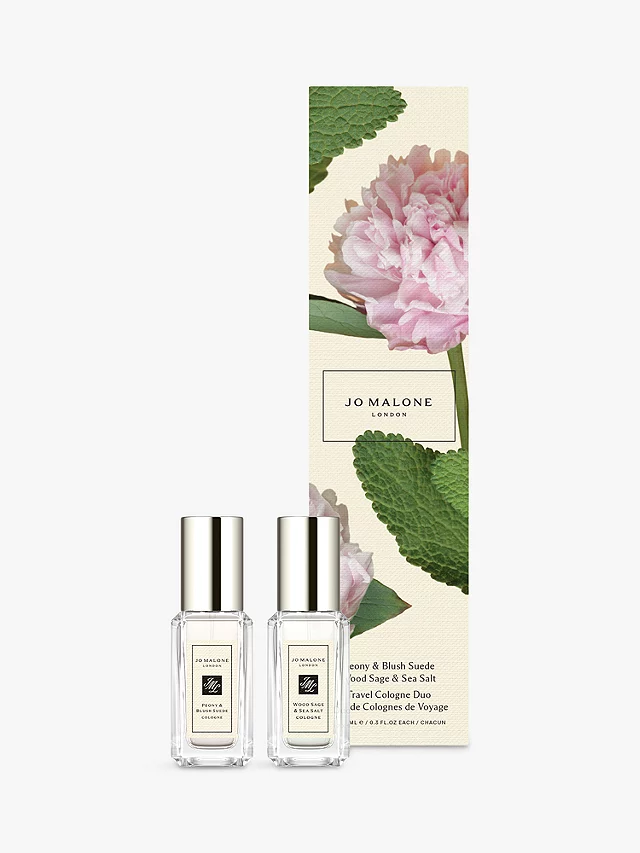 JO MALONE
LONDON
eony & Blush Suede
ood Sage & Sea Salt
Travel Cologne Duo
de Colognes de Voyage
ML e / 0.3 FL.OZ EACH / CHACUN
JO MALONE
LONDON
JML
PEONY &
BLUSH SUEDE
COLOGNE
JO MALONE
LONDON
JML
WOOD SAGE
& SEA SALT
COLOGNE